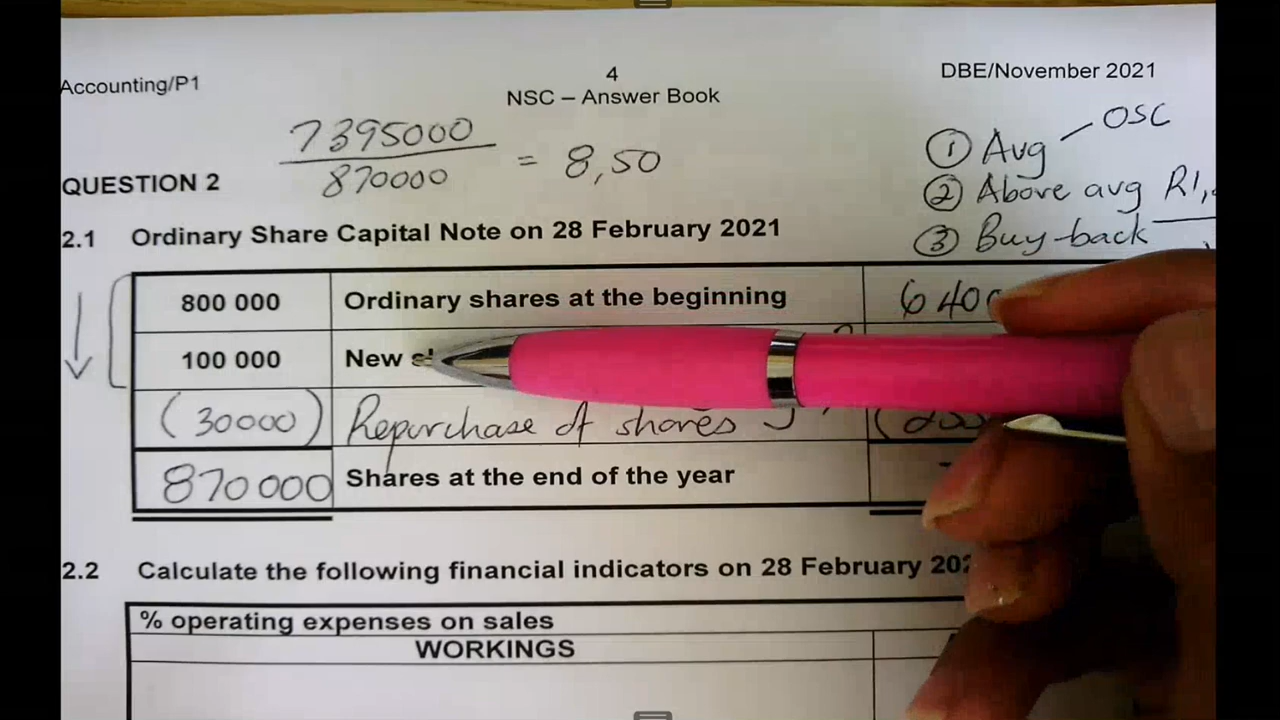 Accounting/P1
4
NSC – Answer Book
DBE/November 2021
7395000
870000
= 8,50
① Avg OSC
② Above avg R1,
③ Buy-back
QUESTION 2
2.1 Ordinary Share Capital Note on 28 February 2021
800 000 Ordinary shares at the beginning 640
100 000 New
(30000) Repurchase of shares
870000 Shares at the end of the year
2.2 Calculate the following financial indicators on 28 February
% operating expenses on sales
WORKINGS